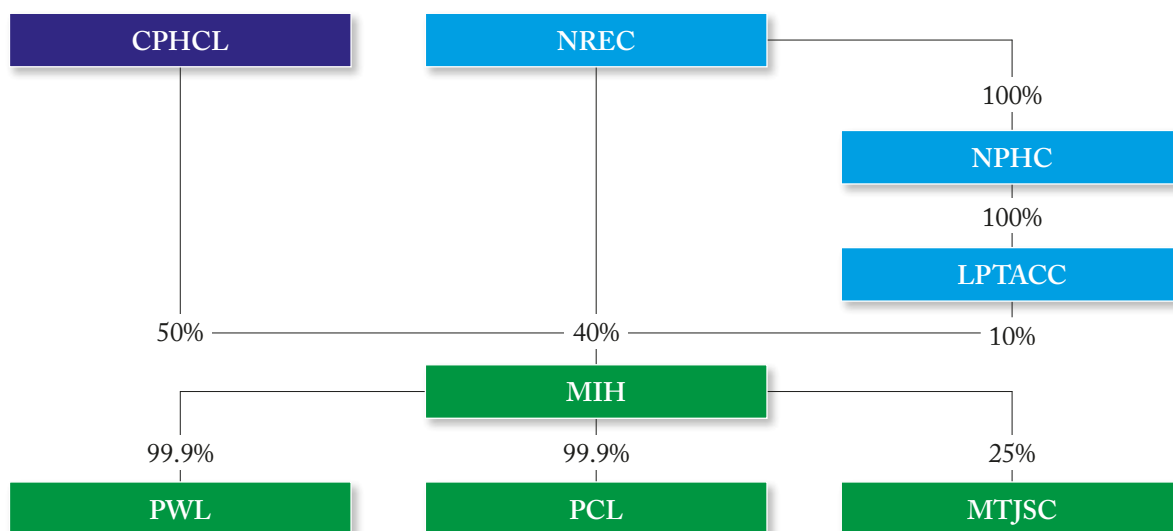 CPHCL
NREC
100%
NPHC
100%
LPTACC
50%
40%
10%
MIH
99.9%
99.9%
25%
PWL
PCL
MTJSC